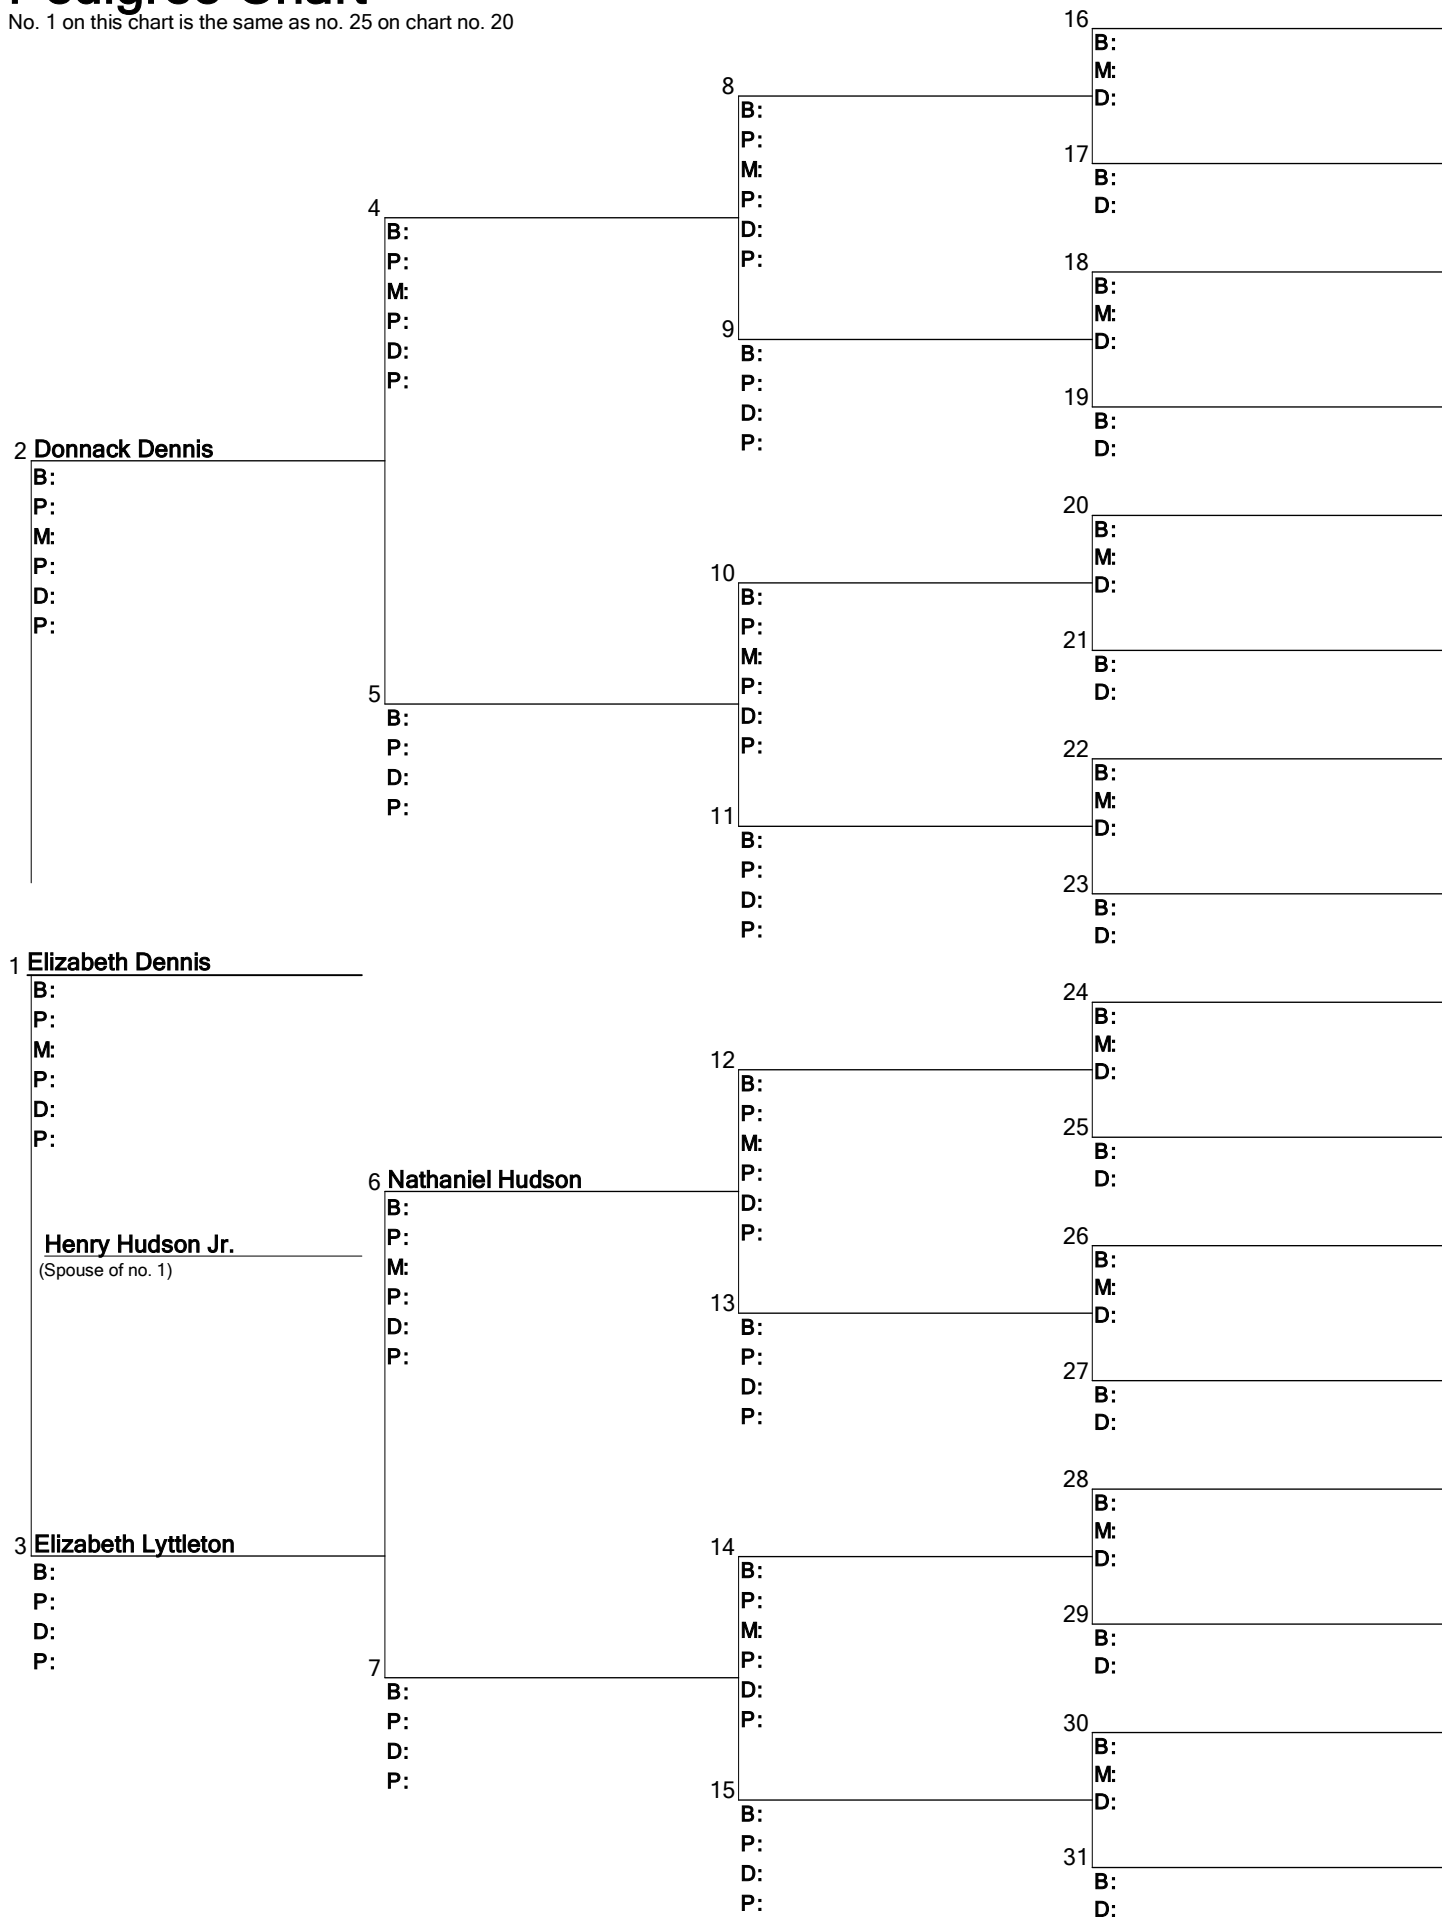 Pedigree Chart
No. 1 on this chart is the same as no. 25 on chart no. 20
16
B:
M:
D:
17
B:
D:
8
B:
P:
M:
P:
D:
P:
18
B:
M:
D:
19
B:
D:
4
B:
P:
M:
P:
D:
P:
9
B:
P:
D:
P:
2 Donnack Dennis
B:
P:
M:
P:
D:
P:
20
B:
M:
D:
21
B:
D:
10
B:
P:
M:
P:
D:
P:
22
B:
M:
D:
23
B:
D:
5
B:
P:
D:
P:
11
B:
P:
D:
P:
1 Elizabeth Dennis
B:
P:
M:
P:
D:
P:
Henry Hudson Jr.
(Spouse of no. 1)
24
B:
M:
D:
25
B:
D:
12
B:
P:
M:
P:
D:
P:
26
B:
M:
D:
27
B:
D:
6 Nathaniel Hudson
B:
P:
M:
P:
D:
P:
13
B:
P:
D:
P:
3 Elizabeth Lyttleton
B:
P:
D:
P:
28
B:
M:
D:
29
B:
D:
14
B:
P:
M:
P:
D:
P:
30
B:
M:
D:
31
B:
D:
7
B:
P:
D:
P:
15
B:
P:
D:
P: